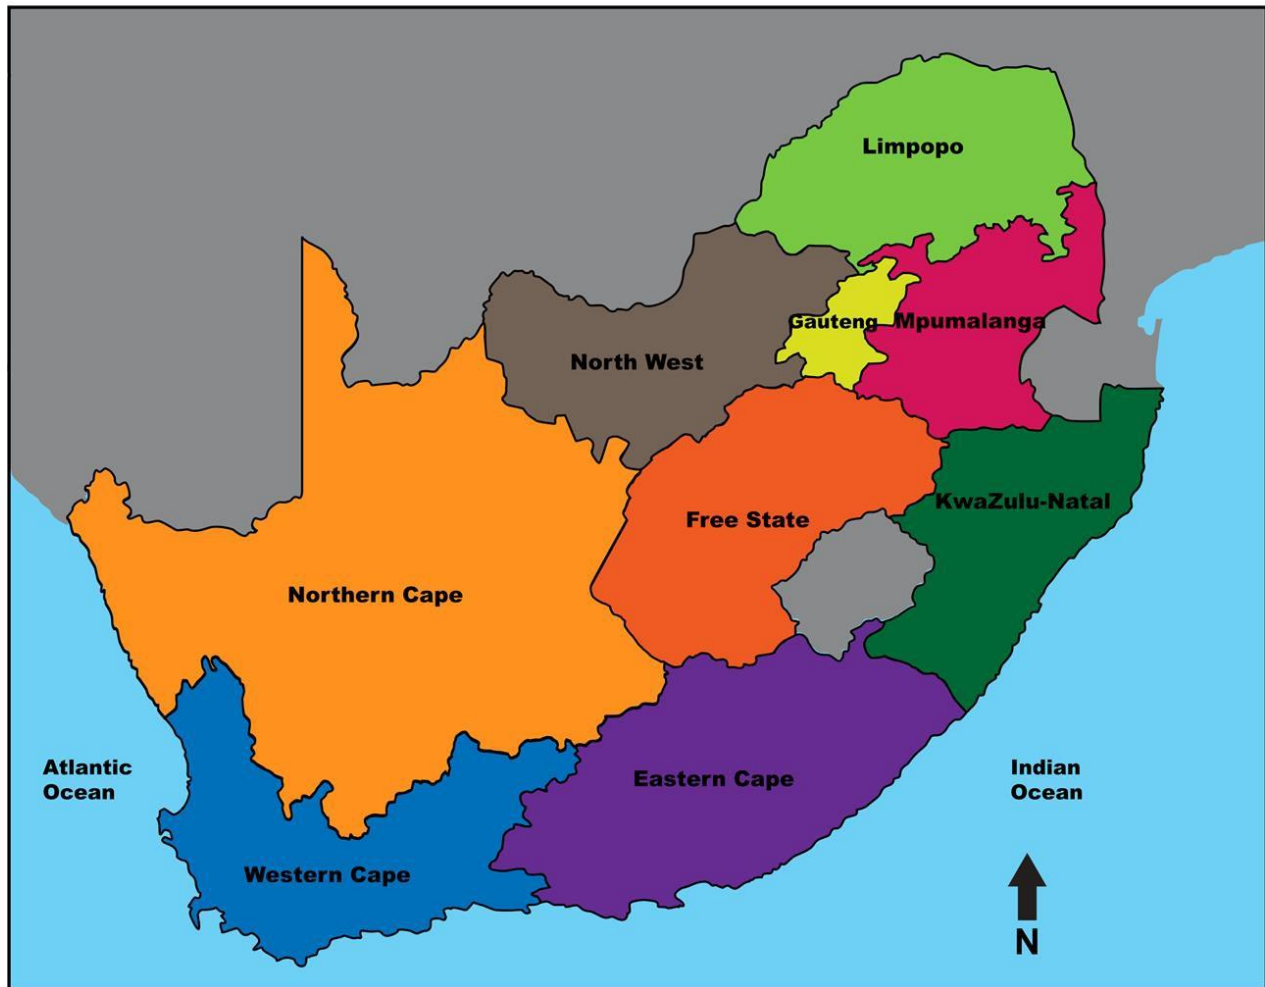 Limpopo
Gauteng
Mpumalanga
North West
KwaZulu-Natal
Free State
Northern Cape
Atlantic
Ocean
Eastern Cape
Indian
Ocean
Western Cape
N